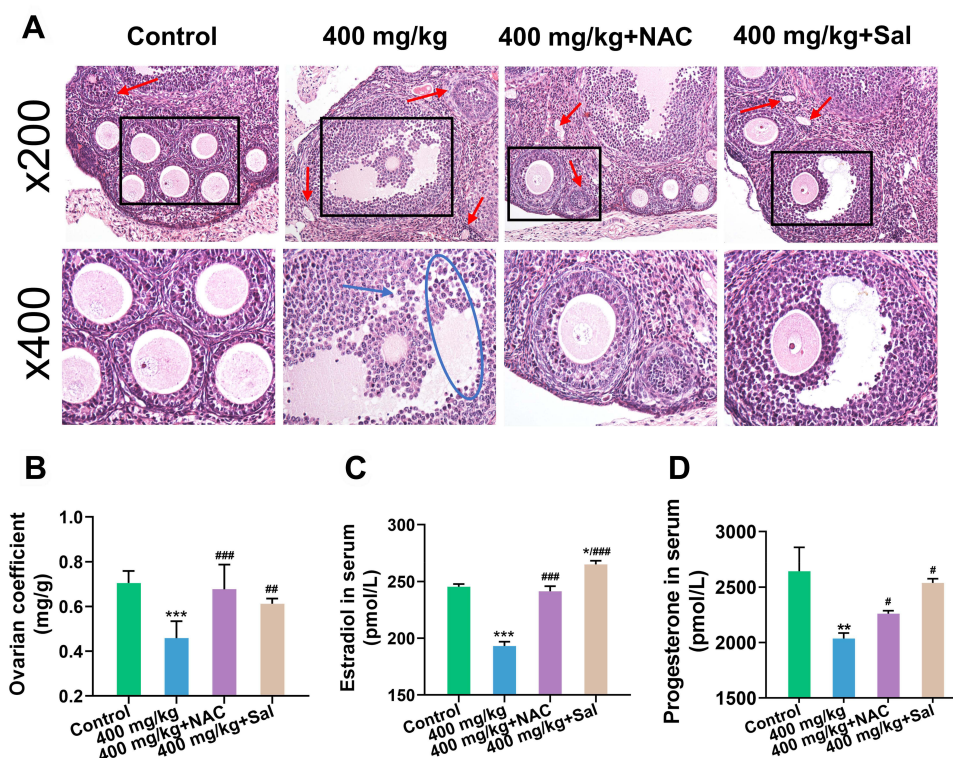 A
Control
400 mg/kg
400 mg/kg+NAC
400 mg/kg+Sal
x200
x400
B
Ovarian coefficient
(mg/g)
1.0
0.8
0.6
0.4
0.2
***
###
##
Control
400 mg/kg
400 mg/kg+NAC
400 mg/kg+Sal
C
Estradiol in serum
(pmol/L)
300
250
200
150
***
###
*/###
Control
400 mg/kg
400 mg/kg+NAC
400 mg/kg+Sal
D
Progesterone in serum
(pmol/L)
3000
2500
2000
1500
**
#
#
Control
400 mg/kg
400 mg/kg+NAC
400 mg/kg+Sal